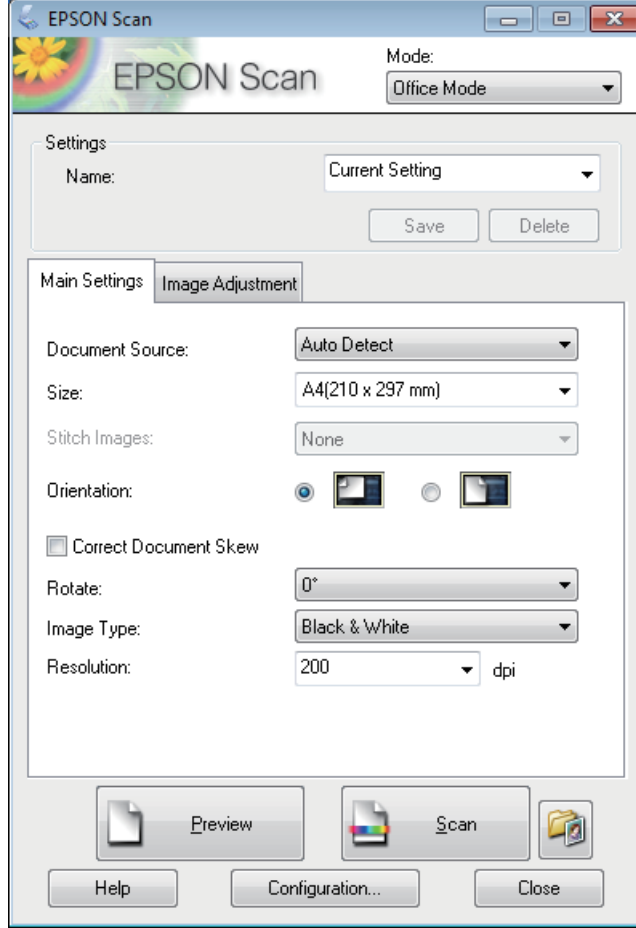 EPSON Scan
EPSON Scan
Mode:
Office Mode
Settings
Name:
Current Setting
Save
Delete
Main Settings
Image Adjustment
Document Source:
Auto Detect
Size:
A4(210 x 297 mm)
Stitch Images:
None
Orientation:
Correct Document Skew
Rotate:
0°
Image Type:
Black & White
Resolution:
200
dpi
Preview
Scan
Help
Configuration...
Close